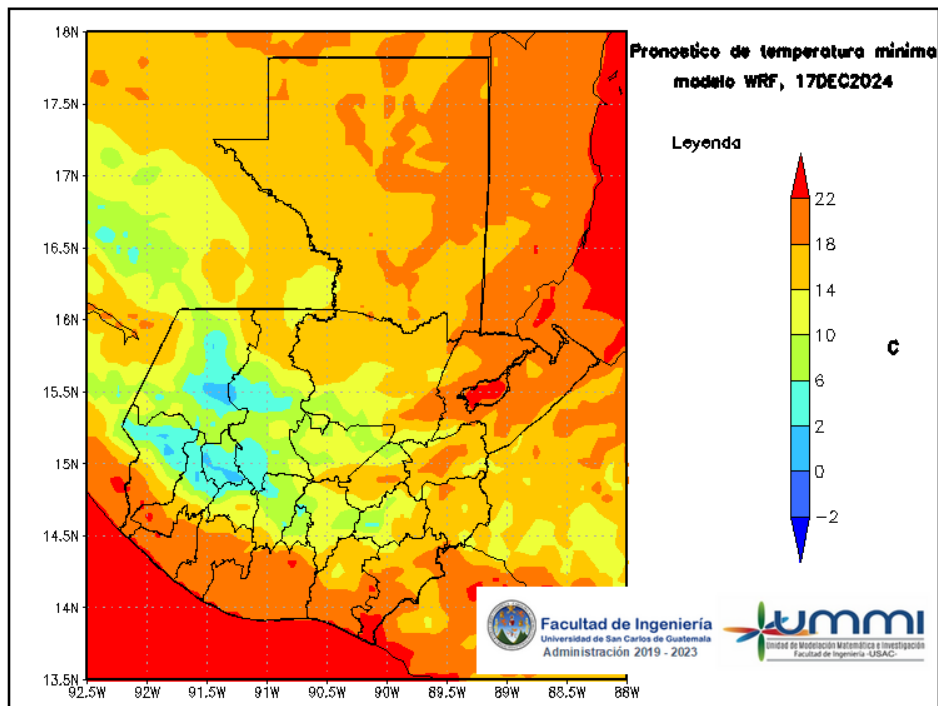 Pronostico de temperatura minima
modelo WRF, 17DEC2024
Leyenda
22
18
14
10
6
2
0
−2
C
18N
17.5N
17N
16.5N
16N
15.5N
15N
14.5N
14N
13.5N
92.5W 92W 91.5W 91W 90.5W 90W 89.5W 89W 88.5W 88W
Facultad de Ingeniería
Universidad de San Carlos de Guatemala
Administración 2019 - 2023
UMMI
Unidad de Modelación Matemática e Investigación
Facultad de Ingeniería -USAC-